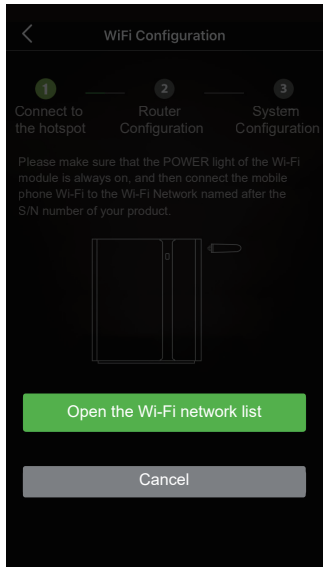 WiFi Configuration
1 2 3
Connect to the hotspot
Router Configuration
System Configuration
Please make sure that the POWER light of the Wi-Fi
module is always on, and then connect the mobile
phone Wi-Fi to the Wi-Fi Network named after the
S/N number of your product.
Open the Wi-Fi network list
Cancel